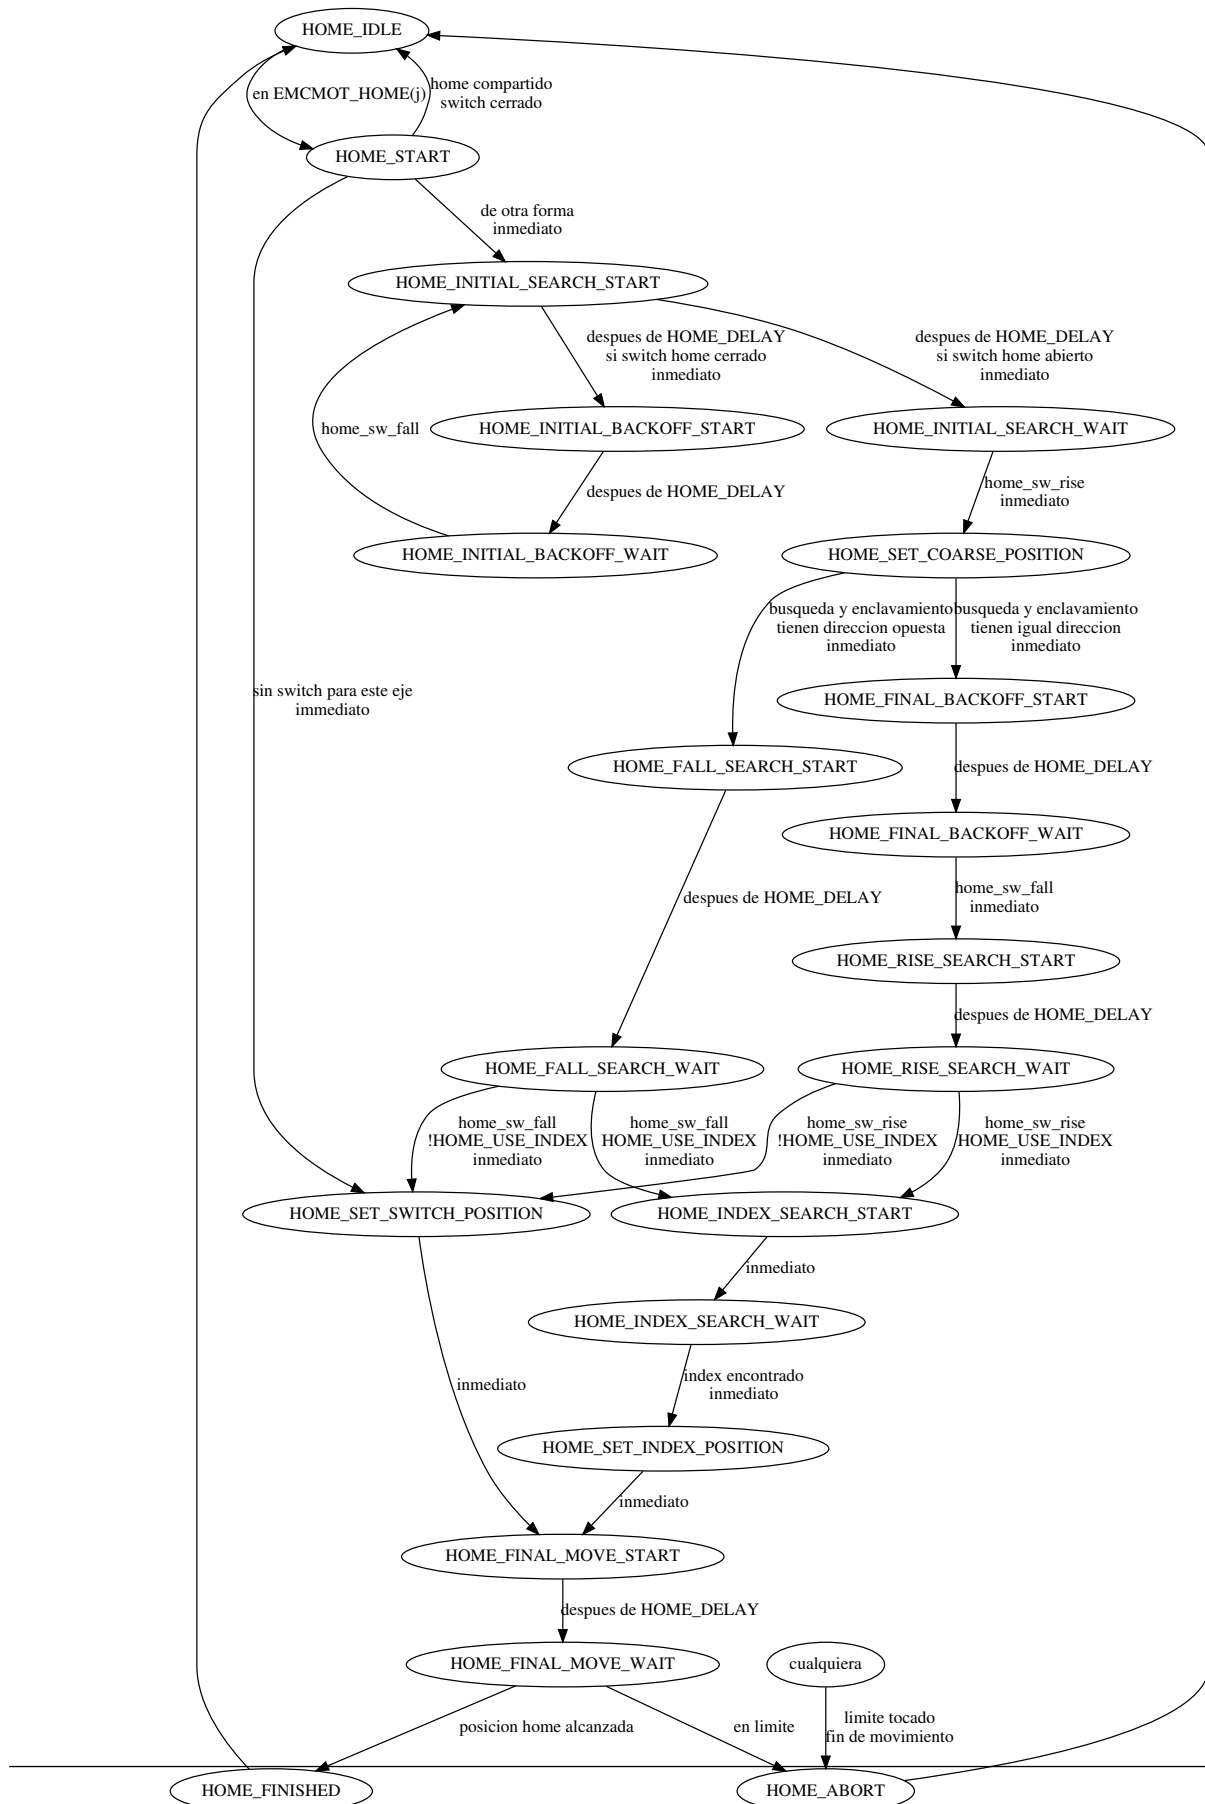 HOME_IDLE
en EMCMOT_HOME(j)
home compartido
switch cerrado
HOME_START
de otra forma
inmediato
HOME_INITIAL_SEARCH_START
despues de HOME_DELAY
si switch home cerrado
inmediato
despues de HOME_DELAY
si switch home abierto
inmediato
home_sw_fall
HOME_INITIAL_BACKOFF_START
HOME_INITIAL_SEARCH_WAIT
despues de HOME_DELAY
home_sw_rise
inmediato
HOME_INITIAL_BACKOFF_WAIT
HOME_SET_COARSE_POSITION
busqueda y enclavamiento
tienen direccion opuesta
inmediato
busqueda y enclavamiento
tienen igual direccion
inmediato
sin switch para este eje
immediato
HOME_FINAL_BACKOFF_START
HOME_FALL_SEARCH_START
despues de HOME_DELAY
HOME_FINAL_BACKOFF_WAIT
despues de HOME_DELAY
home_sw_fall
inmediato
HOME_RISE_SEARCH_START
despues de HOME_DELAY
HOME_FALL_SEARCH_WAIT
HOME_RISE_SEARCH_WAIT
home_sw_fall
!HOME_USE_INDEX
inmediato
home_sw_fall
HOME_USE_INDEX
inmediato
home_sw_rise
!HOME_USE_INDEX
inmediato
home_sw_rise
HOME_USE_INDEX
inmediato
HOME_SET_SWITCH_POSITION
HOME_INDEX_SEARCH_START
inmediato
HOME_INDEX_SEARCH_WAIT
inmediato
index encontrado
inmediato
HOME_SET_INDEX_POSITION
inmediato
HOME_FINAL_MOVE_START
despues de HOME_DELAY
HOME_FINAL_MOVE_WAIT
cualquiera
posicion home alcanzada
en limite
limite tocado
fin de movimiento
HOME_FINISHED
HOME_ABORT